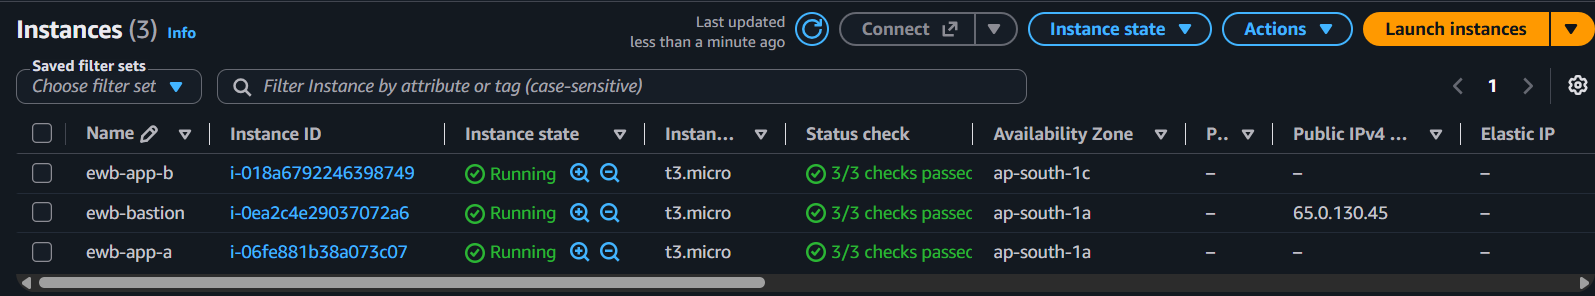 Instances (3) Info
Last updated
less than a minute ago
Connect
Instance state
Actions
Launch instances
Saved filter sets
Choose filter set
Filter Instance by attribute or tag (case-sensitive)
1
Name Instance ID Instance state Instan... Status check Availability Zone P.. Public IPv4 ... Elastic IP
ewb-app-b i-018a6792246398749 Running t3.micro 3/3 checks passed ap-south-1c – – –
ewb-bastion i-0ea2c4e29037072a6 Running t3.micro 3/3 checks passed ap-south-1a – 65.0.130.45 –
ewb-app-a i-06fe881b38a073c07 Running t3.micro 3/3 checks passed ap-south-1a – – –